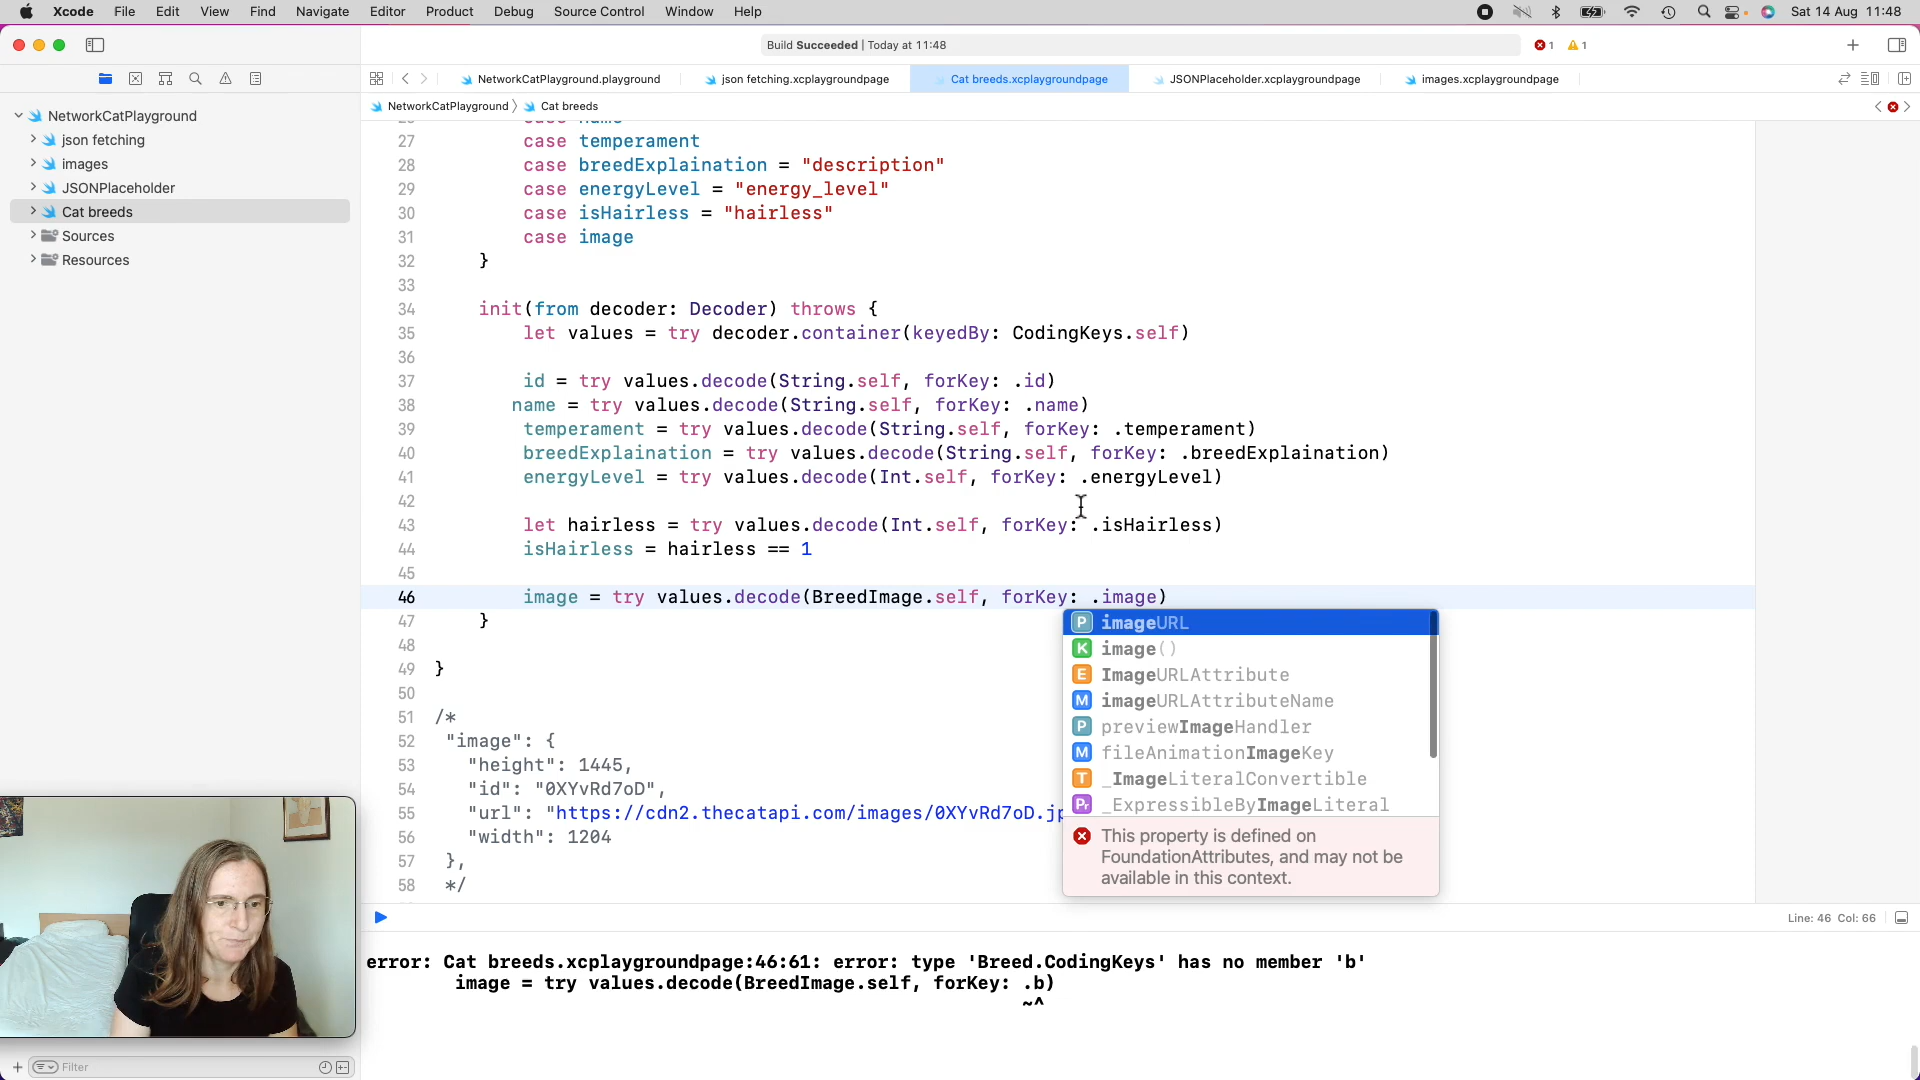 Xcode File Edit View Find Navigate Editor Product Debug Source Control Window Help Sat 14 Aug 11:48
Build Succeeded | Today at 11:48 1 1
NetworkCatPlayground.playground json fetching.xcplaygroundpage Cat breeds.xcplaygroundpage JSONPlaceholder.xcplaygroundpage images.xcplaygroundpage
NetworkCatPlayground Cat breeds
NetworkCatPlayground
json fetching
images
JSONPlaceholder
Cat breeds
Sources
Resources
27 case temperament
28 case breedExplaination = "description"
29 case energyLevel = "energy_level"
30 case isHairless = "hairless"
31 case image
32 }
33
34 init(from decoder: Decoder) throws {
35 let values = try decoder.container(keyedBy: CodingKeys.self)
36
37 id = try values.decode(String.self, forKey: .id)
38 name = try values.decode(String.self, forKey: .name)
39 temperament = try values.decode(String.self, forKey: .temperament)
40 breedExplaination = try values.decode(String.self, forKey: .breedExplaination)
41 energyLevel = try values.decode(Int.self, forKey: .energyLevel)
42
43 let hairless = try values.decode(Int.self, forKey: .isHairless)
44 isHairless = hairless == 1
45
46 image = try values.decode(BreedImage.self, forKey: .image)
47 }
48
49 }
50
51 /*
52 "image": {
53 "height": 1445,
54 "id": "0XYvRd7oD",
55 "url": "https://cdn2.thecatapi.com/images/0XYvRd7oD.jp
56 "width": 1204
57 },
58 */
P imageURL
K image()
E ImageURLAttribute
M imageURLAttributeName
P previewImageHandler
M fileAnimationImageKey
T _ImageLiteralConvertible
Pr _ExpressibleByImageLiteral
This property is defined on
FoundationAttributes, and may not be
available in this context.
Line: 46 Col: 66
error: Cat breeds.xcplaygroundpage:46:61: error: type 'Breed.CodingKeys' has no member 'b'
image = try values.decode(BreedImage.self, forKey: .b)
~^
Filter